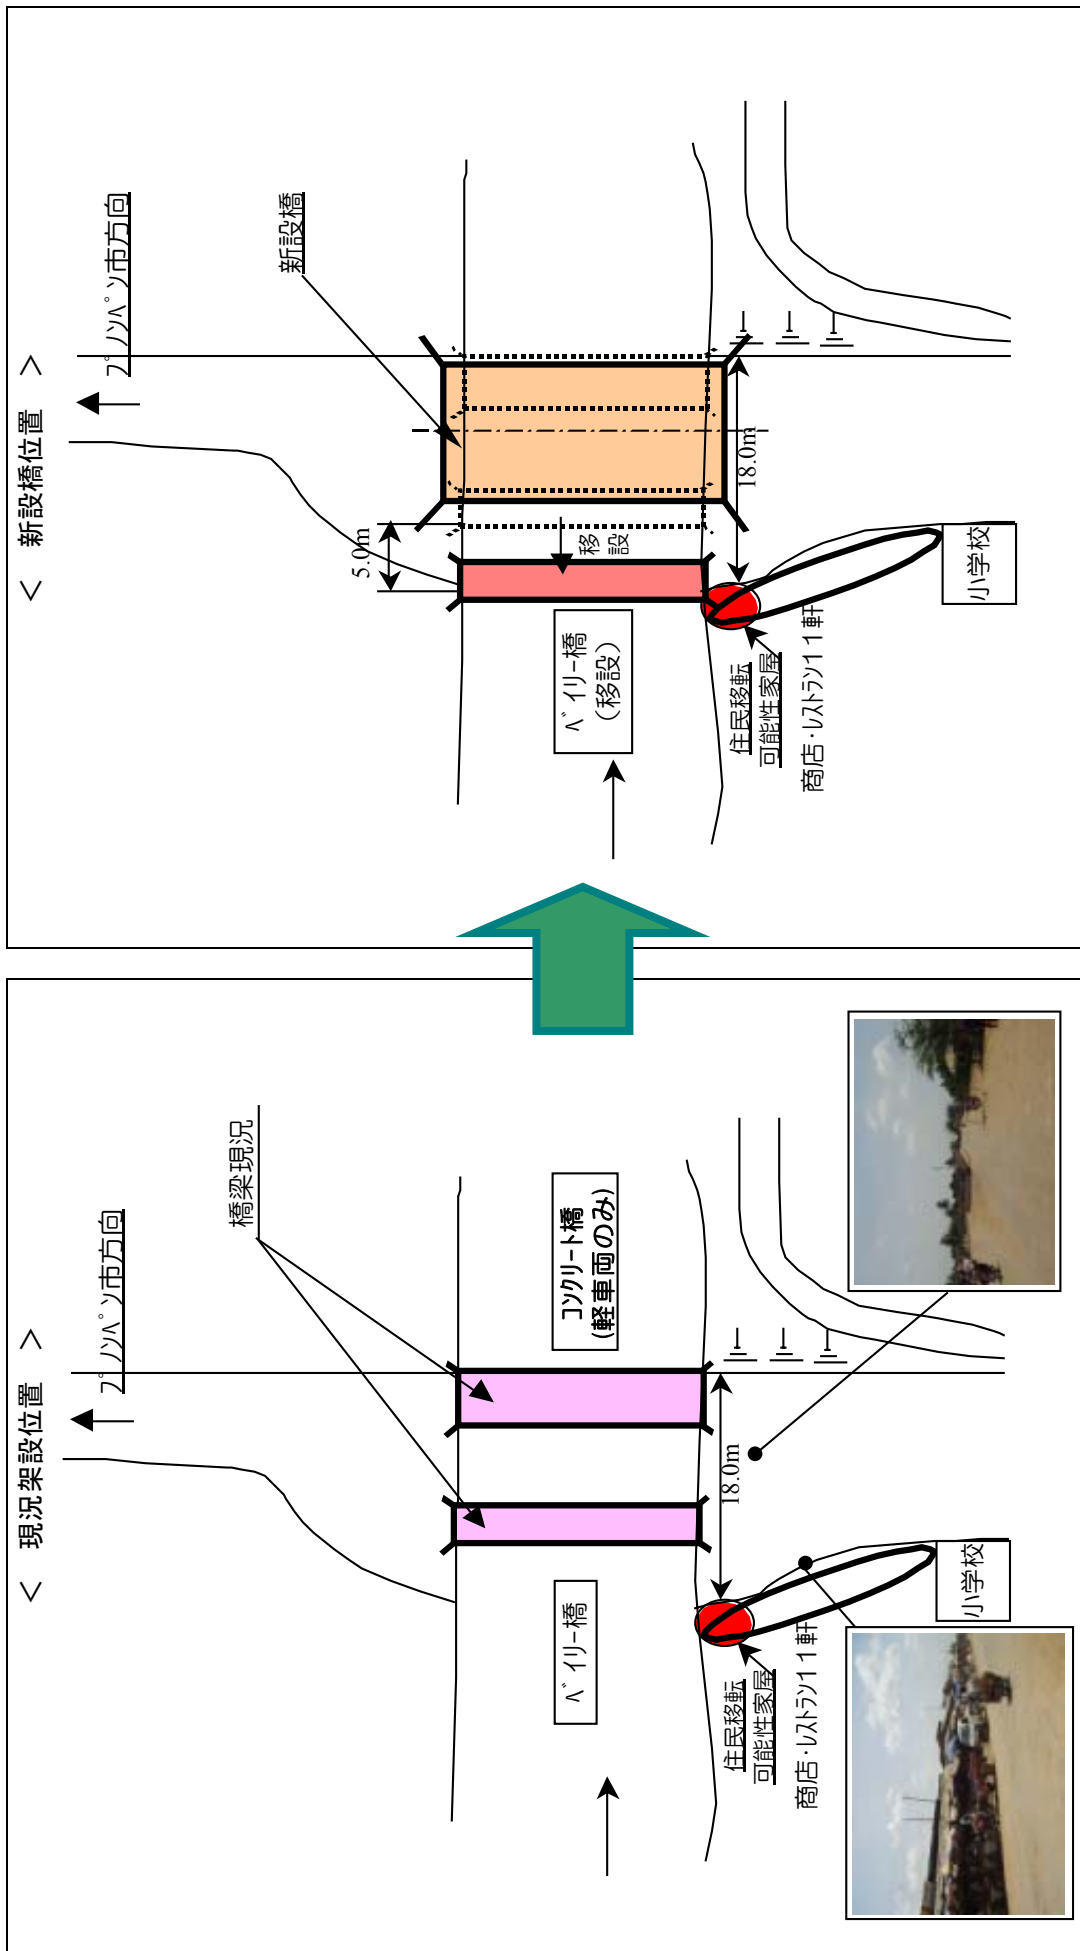 ＜　現況架設位置　＞
ﾌﾟﾉﾝﾍﾟﾝ市方向
橋梁現況
ﾍﾞｲﾘｰ橋
コンクリート橋
(軽車両のみ)
18.0m
住民移転
可能性家屋
商店・ﾚｽﾄﾗﾝ11軒
小学校
＜　新設橋位置　＞
ﾌﾟﾉﾝﾍﾟﾝ市方向
新設橋
5.0m
移設
ﾍﾞｲﾘｰ橋
（移設）
18.0m
住民移転
可能性家屋
商店・ﾚｽﾄﾗﾝ11軒
小学校